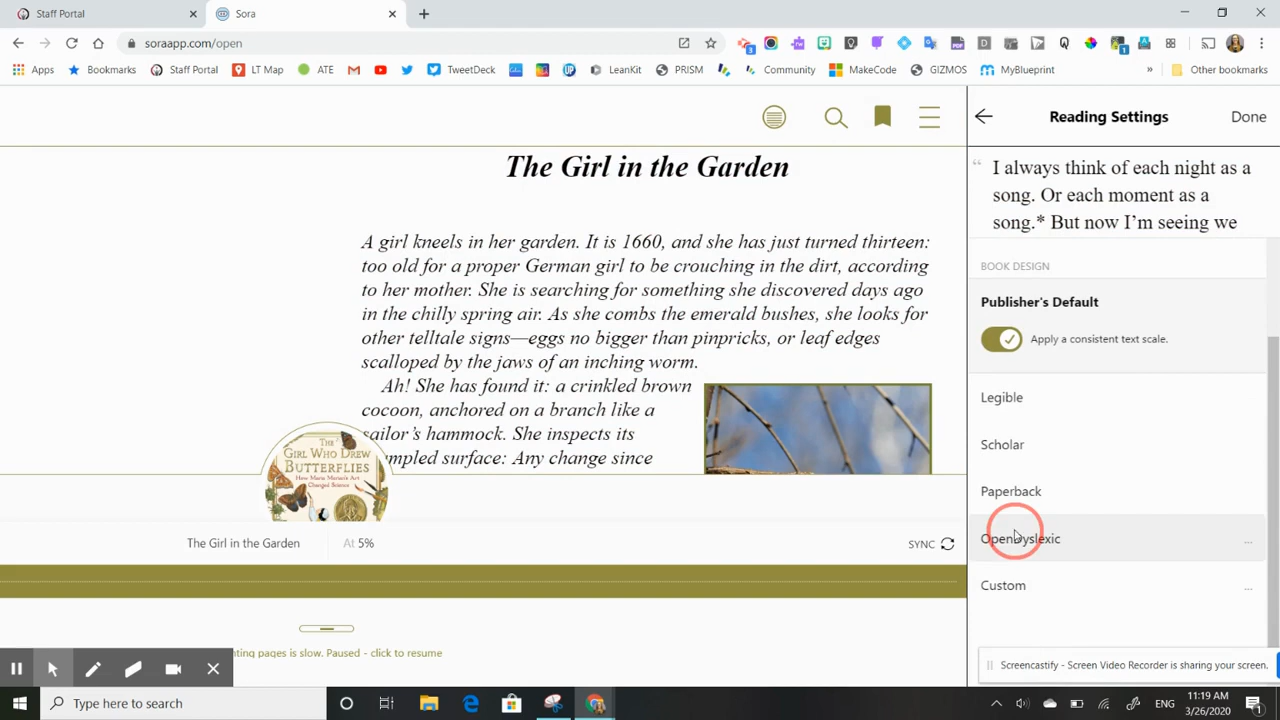 Staff Portal
Sora
soraapp.com/open
Apps
Bookmarks
Staff Portal
LT Map
ATE
TweetDeck
LeanKit
PRISM
Community
MakeCode
GIZMOS
MyBlueprint
»
Other bookmarks
The Girl in the Garden
A girl kneels in her garden. It is 1660, and she has just turned thirteen:
too old for a proper German girl to be crouching in the dirt, according
to her mother. She is searching for something she discovered days ago
in the chilly spring air. As she combs the emerald bushes, she looks for
other telltale signs—eggs no bigger than pinpricks, or leaf edges
scalloped by the jaws of an inching worm.
Ah! She has found it: a crinkled brown
cocoon, anchored on a branch like a
sailor's hammock. She inspects its
surface: Any change since
THE
GIRL WHO DREW
BUTTERFLIES
How Maria Merian's Art
Changed Science
The Girl in the Garden
At 5%
SYNC
pages is slow. Paused - click to resume
Reading Settings
Done
“ I always think of each night as a
song. Or each moment as a
song.* But now I'm seeing we
BOOK DESIGN
Publisher's Default
Apply a consistent text scale.
Legible
Scholar
Paperback
OpenDyslexic
...
Custom
...
Screencastify - Screen Video Recorder is sharing your screen.
Type here to search
ENG
11:19 AM
3/26/2020